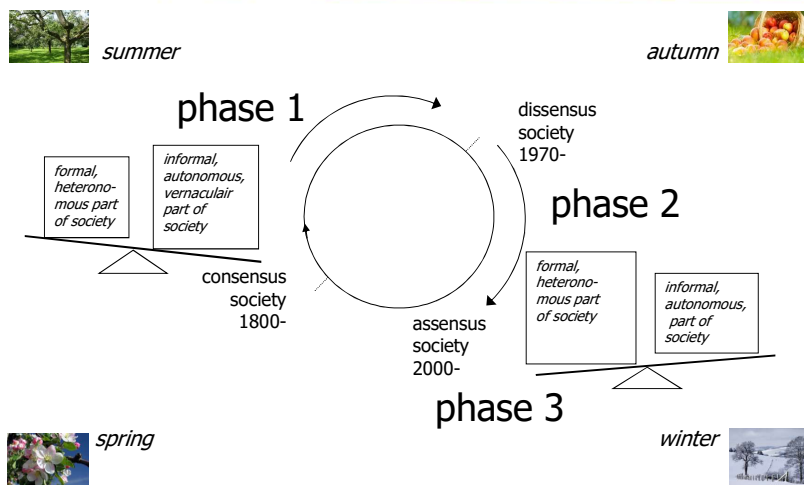 summer
autumn
phase 1
dissensus
society
1970-
formal,
heterono-
mous part
of society
informal,
autonomous,
vernaculair
part of
society
phase 2
consensus
society
1800-
assensus
society
2000-
formal,
heterono-
mous part
of society
informal,
autonomous,
part of
society
phase 3
spring
winter